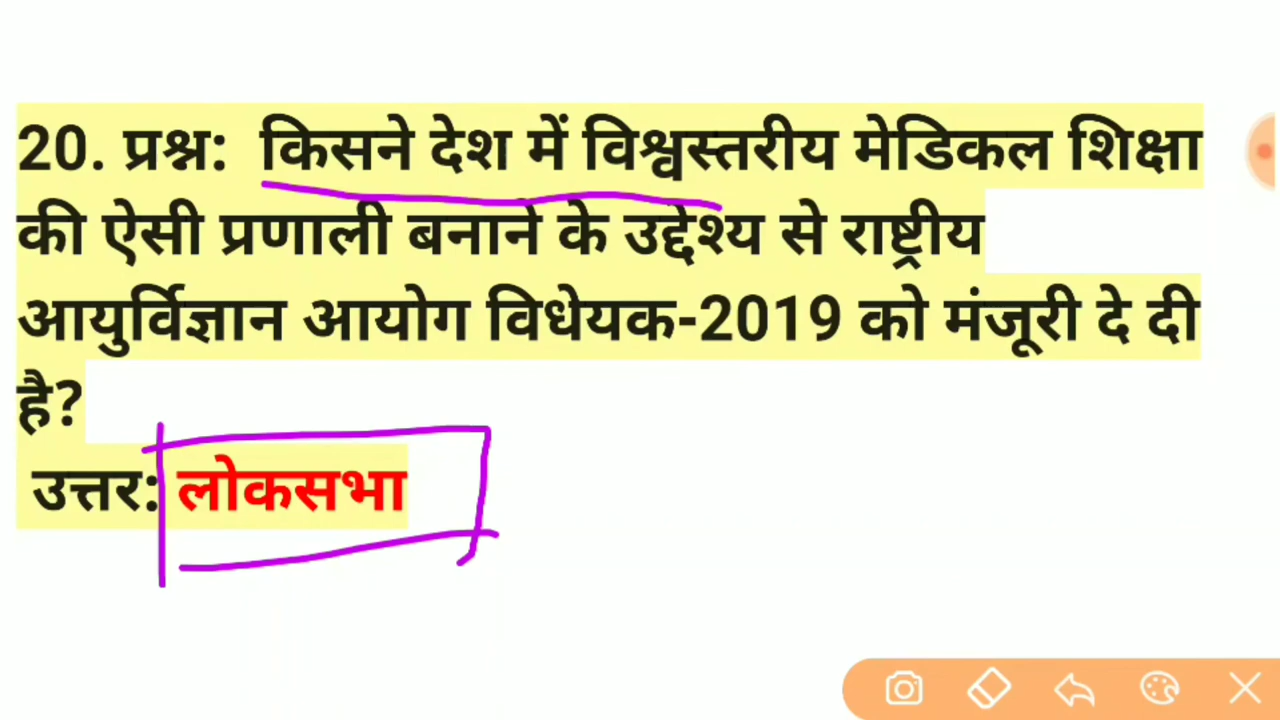 20. प्रश्न: किसने देश में विश्वस्तरीय मेडिकल शिक्षा
की ऐसी प्रणाली बनाने के उद्देश्य से राष्ट्रीय
आयुर्विज्ञान आयोग विधेयक-2019 को मंजूरी दे दी
है?
उत्तर: लोकसभा